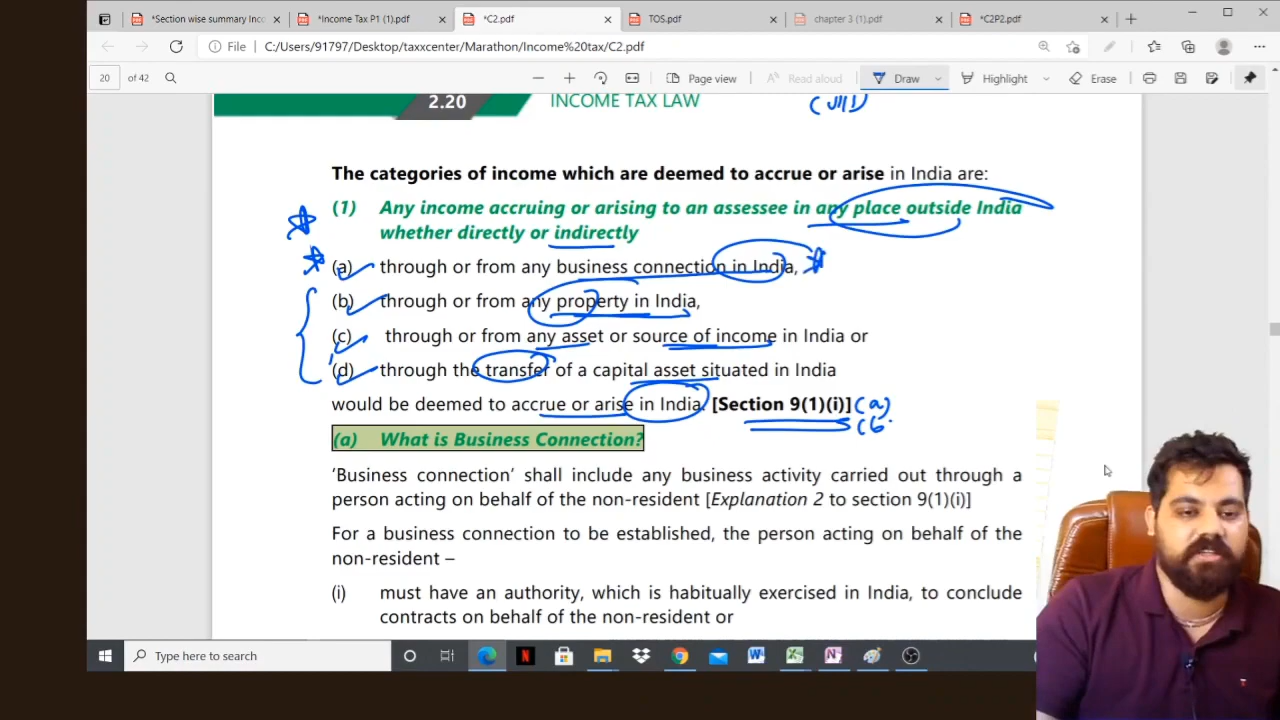 *Section wise summary Inc
*Income Tax P1 (1).pdf
*C2.pdf
TOS.pdf
chapter 3 (1).pdf
*C2P2.pdf
File
C:/Users/91797/Desktop/taxxcenter/Marathon/Income%20tax/C2.pdf
20 of 42
Page view
Read aloud
Draw
Highlight
Erase
2.20
INCOME TAX LAW
(VIII)
The categories of income which are deemed to accrue or arise in India are:
(1) Any income accruing or arising to an assessee in any place outside India
whether directly or indirectly
(a) through or from any business connection in India,
(b) through or from any property in India,
(c) through or from any asset or source of income in India or
(d) through the transfer of a capital asset situated in India
would be deemed to accrue or arise in India. [Section 9(1)(i)] (a)
(b
(a) What is Business Connection?
'Business connection' shall include any business activity carried out through a
person acting on behalf of the non-resident [Explanation 2 to section 9(1)(i)]
For a business connection to be established, the person acting on behalf of the
non-resident –
(i) must have an authority, which is habitually exercised in India, to conclude
contracts on behalf of the non-resident or
Type here to search